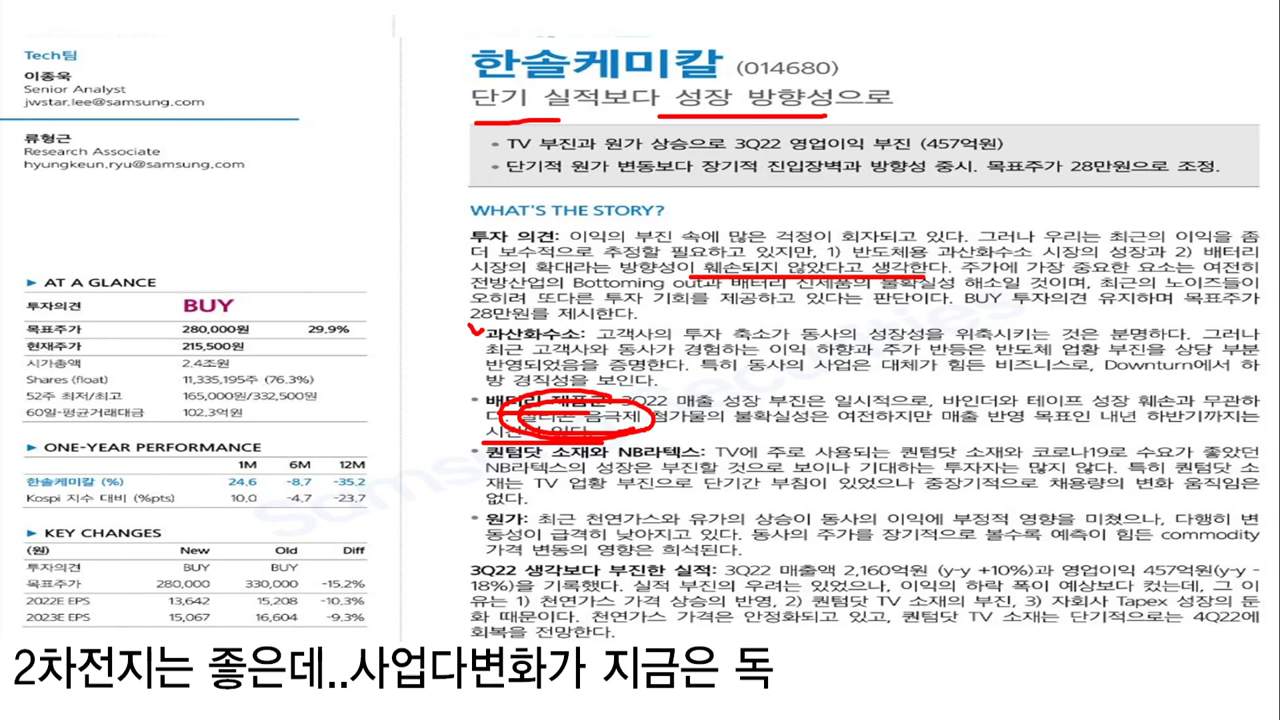 Tech팀
이종욱
Senior Analyst
jwstar.lee@samsung.com
류형근
Research Associate
hyungkeun.ryu@samsung.com
▶ AT A GLANCE
투자의견 BUY
목표주가 280,000원 29.9%
현재주가 215,500원
시가총액 2.4조원
Shares (float) 11,335,195주 (76.3%)
52주 최저/최고 165,000원/332,500원
60일-평균거래대금 102.3억원
▶ ONE-YEAR PERFORMANCE
1M 6M 12M
한솔케미칼 (%) 24.6 -8.7 -35.2
Kospi 지수 대비 (%pts) 10.0 -4.7 -23.7
▶ KEY CHANGES
(원) New Old Diff
투자의견 BUY BUY
목표주가 280,000 330,000 -15.2%
2022E EPS 13,642 15,208 -10.3%
2023E EPS 15,067 16,604 -9.3%
한솔케미칼 (014680)
단기 실적보다 성장 방향성으로
• TV 부진과 원가 상승으로 3Q22 영업이익 부진 (457억원)
• 단기적 원가 변동보다 장기적 진입장벽과 방향성 중시. 목표주가 28만원으로 조정.
WHAT'S THE STORY?
투자 의견: 이익의 부진 속에 많은 걱정이 회자되고 있다. 그러나 우리는 최근의 이익을 좀
더 보수적으로 추정할 필요하고 있지만, 1) 반도체용 과산화수소 시장의 성장과 2) 배터리
시장의 확대라는 방향성이 훼손되지 않았다고 생각한다. 주가에 가장 중요한 요소는 여전히
전방산업의 Bottoming out과 배터리 신제품의 불확실성 해소일 것이며, 최근의 노이즈들이
오히려 또다른 투자 기회를 제공하고 있다는 판단이다. BUY 투자의견 유지하며 목표주가
28만원를 제시한다.
• 과산화수소: 고객사의 투자 축소가 동사의 성장성을 위축시키는 것은 분명하다. 그러나
최근 고객사와 동사가 경험하는 이익 하향과 주가 반등은 반도체 업황 부진을 상당 부분
반영되었음을 증명한다. 특히 동사의 사업은 대체가 힘든 비즈니스로, Downturn에서 하
방 경직성을 보인다.
• 배터리 제품군: 3Q22 매출 성장 부진은 일시적으로, 바인더와 테이프 성장 훼손과 무관하
다. 실리콘 음극제 첨가물의 불확실성은 여전하지만 매출 반영 목표인 내년 하반기까지는
시간이 있다.
• 퀀텀닷 소재와 NB라텍스: TV에 주로 사용되는 퀀텀닷 소재와 코로나19로 수요가 좋았던
NB라텍스의 성장은 부진할 것으로 보이나 기대하는 투자자는 많지 않다. 특히 퀀텀닷 소
재는 TV 업황 부진으로 단기간 부침이 있었으나 중장기적으로 채용량의 변화 움직임은
없다.
• 원가: 최근 천연가스와 유가의 상승이 동사의 이익에 부정적 영향을 미쳤으나, 다행히 변
동성이 급격히 낮아지고 있다. 동사의 주가를 장기적으로 볼수록 예측이 힘든 commodity
가격 변동의 영향은 희석된다.
3Q22 생각보다 부진한 실적: 3Q22 매출액 2,160억원 (y-y +10%)과 영업이익 457억원(y-y -
18%)을 기록했다. 실적 부진의 우려는 있었으나, 이익의 하락 폭이 예상보다 컸는데, 그 이
유는 1) 천연가스 가격 상승의 반영, 2) 퀀텀닷 TV 소재의 부진, 3) 자회사 Tapex 성장의 둔
화 때문이다. 천연가스 가격은 안정화되고 있고, 퀀텀닷 TV 소재는 단기적으로는 4Q22에
회복을 전망한다.
2차전지는 좋은데..사업다변화가 지금은 독